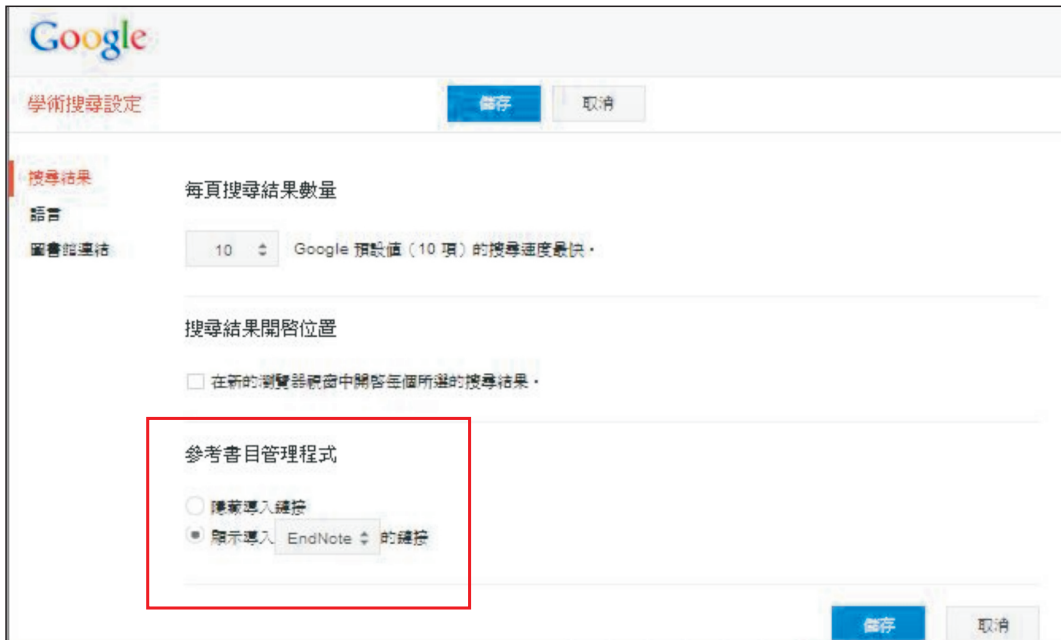 Google
學術搜尋設定
儲存
取消
搜尋結果
語言
圖書館連結
每頁搜尋結果數量
10 Google 預設值（10 項）的搜尋速度最快。
搜尋結果開啓位置
在新的瀏覽器視窗中開啓每個所選的搜尋結果。
參考書目管理程式
隱藏導入鏈接
顯示導入 EndNote 的鏈接
儲存
取消